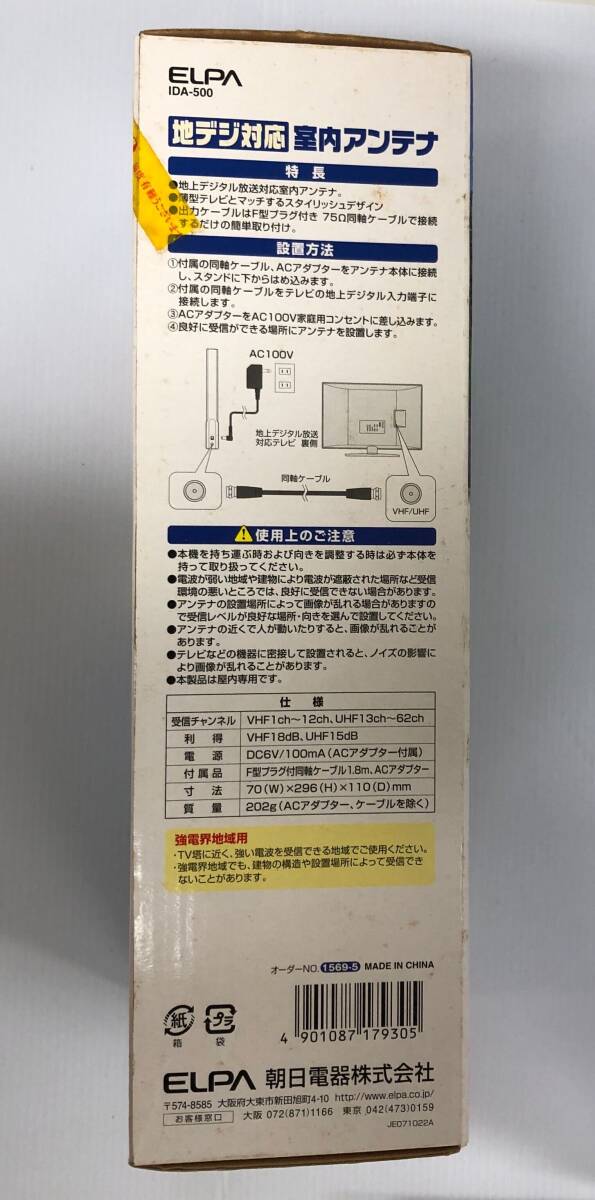 ELPA
IDA-500
地デジ対応 室内アンテナ
特長
●地上デジタル放送対応室内アンテナ。
●薄型テレビとマッチするスタイリッシュデザイン
●出力ケーブルはF型プラグ付き 75Ω同軸ケーブルで接続
するだけの簡単取り付け。
設置方法
①付属の同軸ケーブル、ACアダプターをアンテナ本体に接続
し、スタンドに下からはめ込みます。
②付属の同軸ケーブルをテレビの地上デジタル入力端子に
接続します。
③ACアダプターをAC100V家庭用コンセントに差し込みます。
④良好に受信ができる場所にアンテナを設置します。
AC100V
地上デジタル放送
対応テレビ 裏側
同軸ケーブル
VHF/UHF
使用上のご注意
●本機を持ち運ぶ時および向きを調整する時は必ず本体を
持って取り扱ってください。
●電波が弱い地域や建物により電波が遮蔽された場所など受信
環境の悪いところでは、良好に受信できない場合があります。
●アンテナの設置場所によって画像が乱れる場合がありますの
で受信レベルが良好な場所・向きを選んで設置してください。
●アンテナの近くで人が動いたりすると、画像が乱れることが
あります。
●テレビなどの機器に密接して設置されると、ノイズの影響に
より画像が乱れることがあります。
●本製品は屋内専用です。
仕様
受信チャンネル VHF1ch〜12ch、UHF13ch〜62ch
利得 VHF18dB、UHF15dB
電源 DC6V/100mA(ACアダプター付属)
付属品 F型プラグ付同軸ケーブル1.8m、ACアダプター
寸法 70(W)×296(H)×110(D)mm
質量 202g(ACアダプター、ケーブルを除く)
強電界地域用
・TV塔に近く、強い電波を受信できる地域でご使用ください。
・強電界地域でも、建物の構造や設置場所によって受信でき
ないことがあります。
オーダーNO. 1569-5 MADE IN CHINA
紙 プラ
箱 袋
4 901087 179305
ELPA 朝日電器株式会社
〒574-8585 大阪府大東市新田旭町4-10 http://www.elpa.co.jp/
お客様窓口 大阪 072(871)1166 東京 042(473)0159
JE071022A